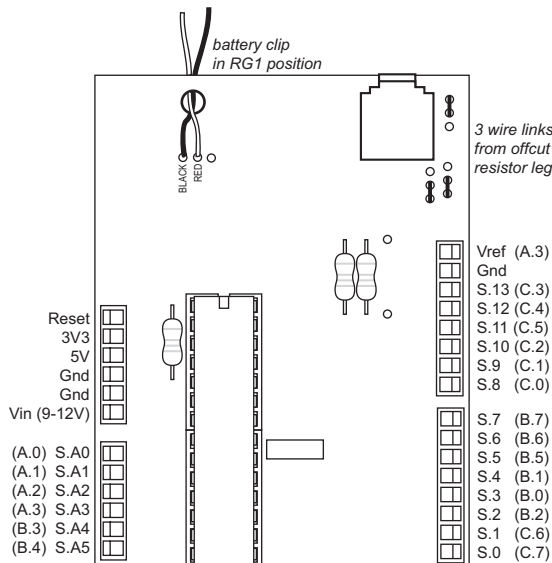 battery clip
in RG1 position
3 wire links
from offcut
resistor leg
BLACK
RED
Vref (A.3)
Gnd
S.13 (C.3)
S.12 (C.4)
S.11 (C.5)
S.10 (C.2)
S.9 (C.1)
S.8 (C.0)
Reset
3V3
5V
Gnd
Gnd
Vin (9-12V)
S.7 (B.7)
S.6 (B.6)
S.5 (B.5)
S.4 (B.1)
S.3 (B.0)
S.2 (B.2)
S.1 (C.6)
S.0 (C.7)
(A.0) S.A0
(A.1) S.A1
(A.2) S.A2
(A.3) S.A3
(B.3) S.A4
(B.4) S.A5